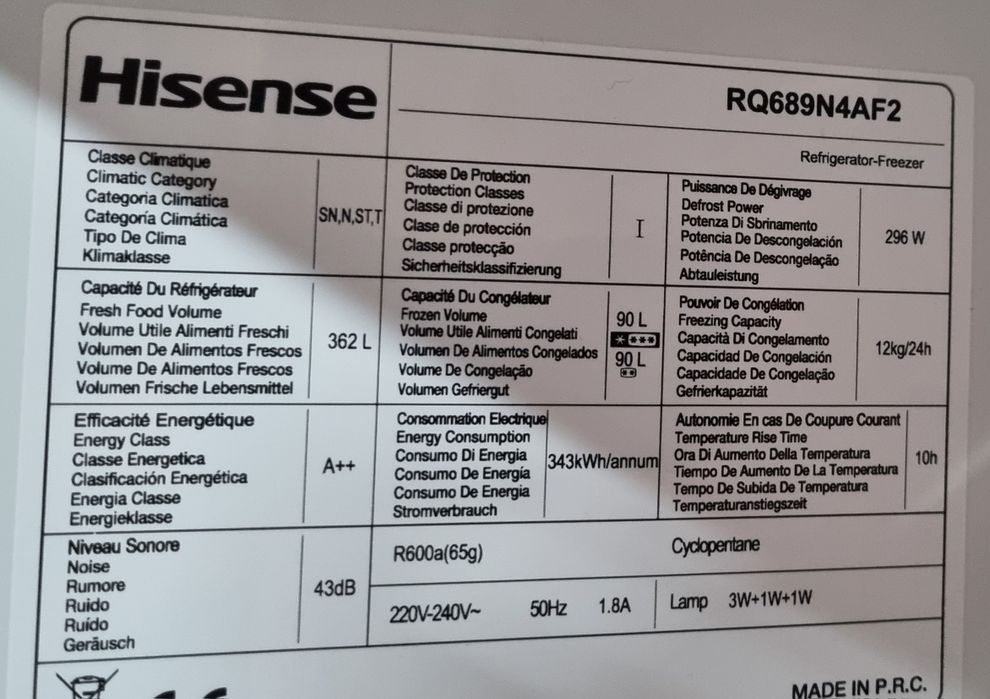 Hisense
RQ689N4AF2
Refrigerator-Freezer
Classe Climatique
Climatic Category
Categoria Climatica
Categoría Climática
Tipo De Clima
Klimaklasse
SN,N,ST,T
Classe De Protection
Protection Classes
Classe di protezione
Clase de protección
Classe protecção
Sicherheitsklassifizierung
I
Puissance De Dégivrage
Defrost Power
Potenza Di Sbrinamento
Potencia De Descongelación
Potência De Descongelação
Abtauleistung
296 W
Capacité Du Réfrigérateur
Fresh Food Volume
Volume Utile Alimenti Freschi
Volumen De Alimentos Frescos
Volume De Alimentos Frescos
Volumen Frische Lebensmittel
362 L
Capacité Du Congélateur
Frozen Volume
Volume Utile Alimenti Congelati
Volumen De Alimentos Congelados
Volume De Congelação
Volumen Gefriergut
90 L
90 L
Pouvoir De Congélation
Freezing Capacity
Capacità Di Congelamento
Capacidad De Congelación
Capacidade De Congelação
Gefrierkapazität
12kg/24h
Efficacité Energétique
Energy Class
Classe Energetica
Clasificación Energética
Energia Classe
Energieklasse
A++
Consommation Electrique
Energy Consumption
Consumo Di Energia
Consumo De Energía
Consumo De Energia
Stromverbrauch
343kWh/annum
Autonomie En cas De Coupure Courant
Temperature Rise Time
Ora Di Aumento Della Temperatura
Tiempo De Aumento De La Temperatura
Tempo De Subida De Temperatura
Temperaturanstiegszeit
10h
Niveau Sonore
Noise
Rumore
Ruido
Ruído
Geräusch
43dB
R600a(65g)
Cyclopentane
220V-240V~ 50Hz 1.8A
Lamp 3W+1W+1W
MADE IN P.R.C.